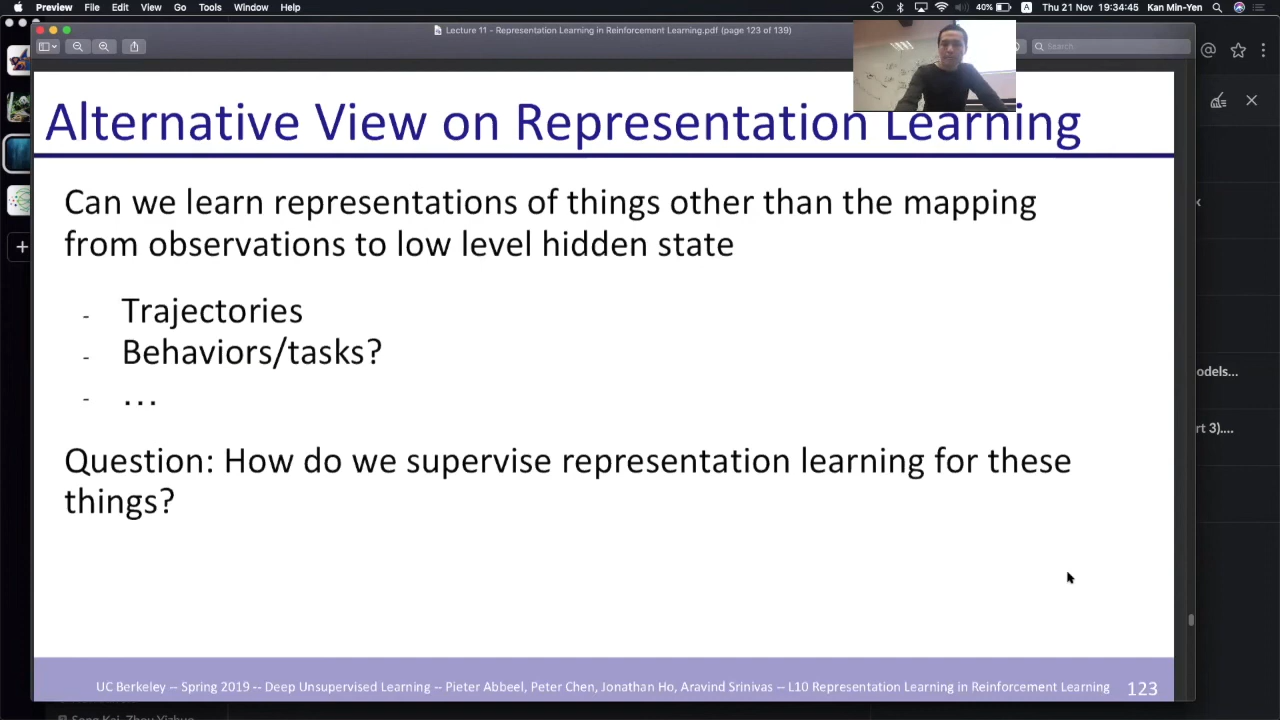 Preview File Edit View Go Tools Window Help 40% A Thu 21 Nov 19:34:45 Kan Min-Yen
Lecture 11 - Representation Learning in Reinforcement Learning.pdf (page 123 of 139)
Search
Alternative View on Representation Learning
Can we learn representations of things other than the mapping
from observations to low level hidden state
- Trajectories
- Behaviors/tasks?
- ...
Question: How do we supervise representation learning for these
things?
odels...
rt 3)....
UC Berkeley -- Spring 2019 -- Deep Unsupervised Learning -- Pieter Abbeel, Peter Chen, Jonathan Ho, Aravind Srinivas -- L10 Representation Learning in Reinforcement Learning 123